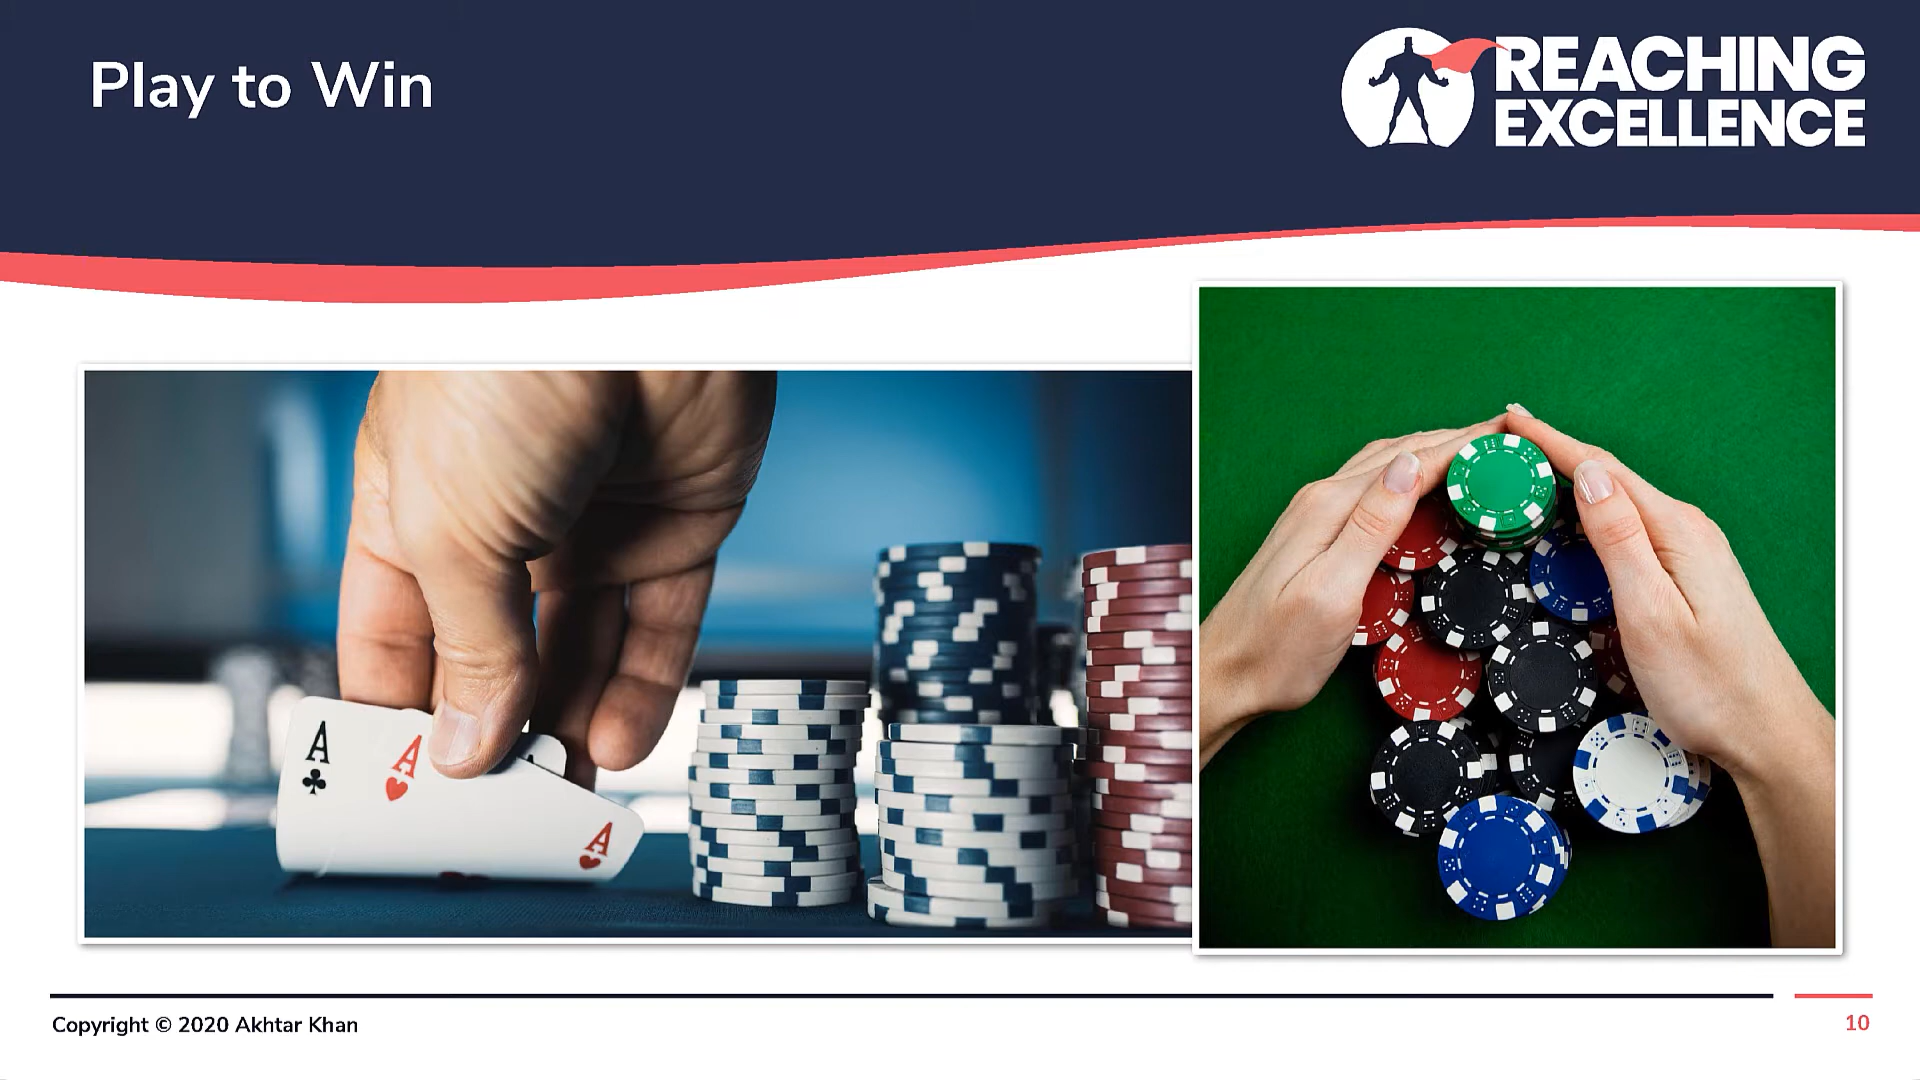 Play to Win
REACHING
EXCELLENCE
A
A
A
Copyright © 2020 Akhtar Khan
10